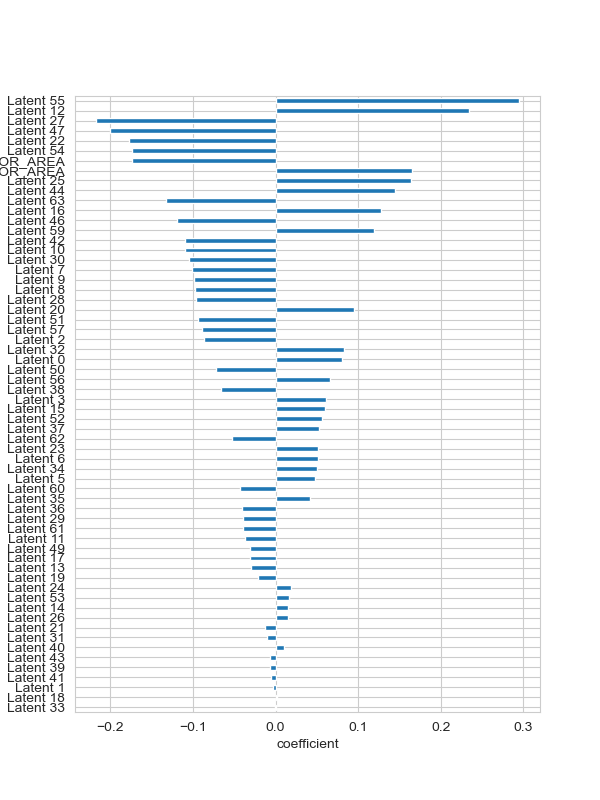 Latent 55
Latent 12
Latent 27
Latent 47
Latent 22
Latent 54
OR_AREA
OR_AREA
Latent 25
Latent 44
Latent 63
Latent 16
Latent 46
Latent 59
Latent 42
Latent 10
Latent 30
Latent 7
Latent 9
Latent 8
Latent 28
Latent 20
Latent 51
Latent 57
Latent 2
Latent 32
Latent 0
Latent 50
Latent 56
Latent 38
Latent 3
Latent 15
Latent 52
Latent 37
Latent 62
Latent 23
Latent 6
Latent 34
Latent 5
Latent 60
Latent 35
Latent 36
Latent 29
Latent 61
Latent 11
Latent 49
Latent 17
Latent 13
Latent 19
Latent 24
Latent 53
Latent 14
Latent 26
Latent 21
Latent 31
Latent 40
Latent 43
Latent 39
Latent 41
Latent 1
Latent 18
Latent 33
−0.2 −0.1 0.0 0.1 0.2 0.3
coefficient